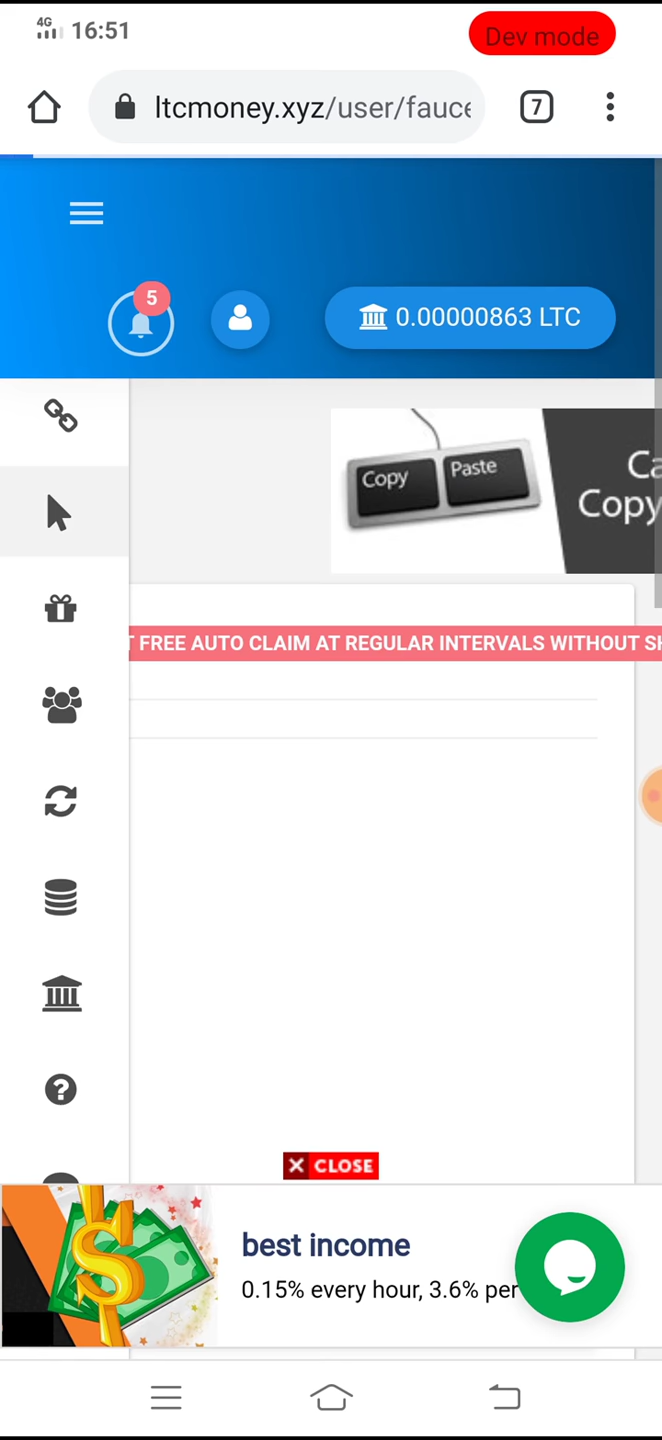 4G
16:51
Dev mode
ltcmoney.xyz/user/fauce
7
5
0.00000863 LTC
Copy
Paste
Copy
FREE AUTO CLAIM AT REGULAR INTERVALS WITHOUT
X CLOSE
best income
0.15% every hour, 3.6% per